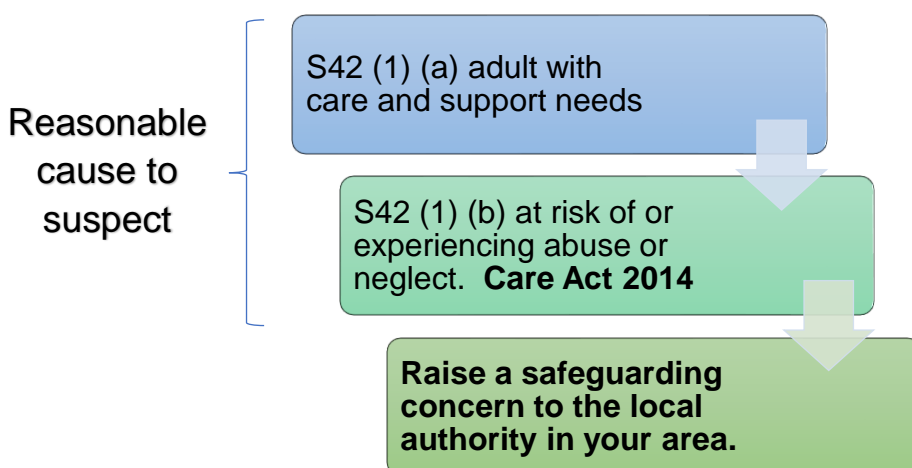 Reasonable
cause to
suspect
S42 (1) (a) adult with
care and support needs
S42 (1) (b) at risk of or
experiencing abuse or
neglect.  Care Act 2014
Raise a safeguarding
concern to the local
authority in your area.